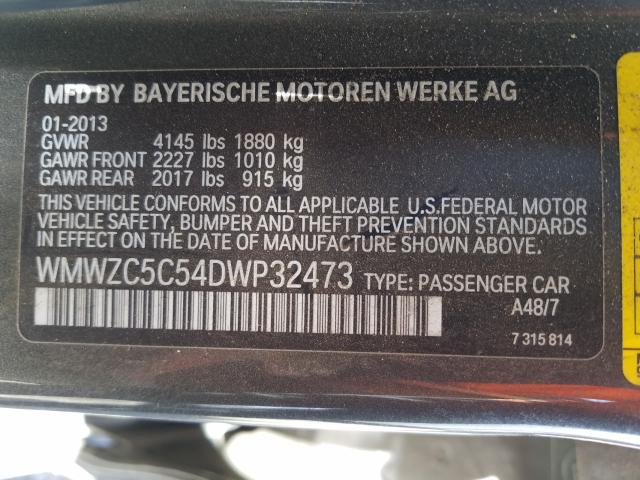 MFD BY BAYERISCHE MOTOREN WERKE AG
01-2013
GVWR 4145 lbs 1880 kg
GAWR FRONT 2227 lbs 1010 kg
GAWR REAR 2017 lbs 915 kg
THIS VEHICLE CONFORMS TO ALL APPLICABLE U.S.FEDERAL MOTOR
VEHICLE SAFETY, BUMPER AND THEFT PREVENTION STANDARDS
IN EFFECT ON THE DATE OF MANUFACTURE SHOWN ABOVE.
WMWZC5C54DWP32473 TYPE: PASSENGER CAR
A48/7
7 315 814